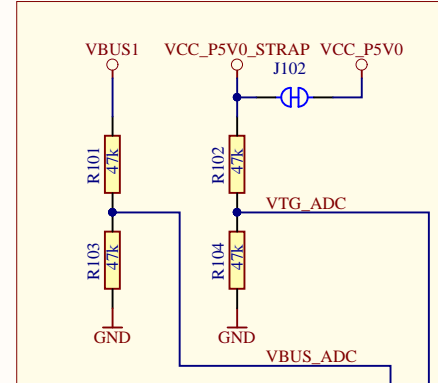 VBUS1 VCC_P5V0_STRAP VCC_P5V0
J102
R101 47k R102 47k
VTG_ADC
R103 47k R104 47k
GND GND
VBUS_ADC